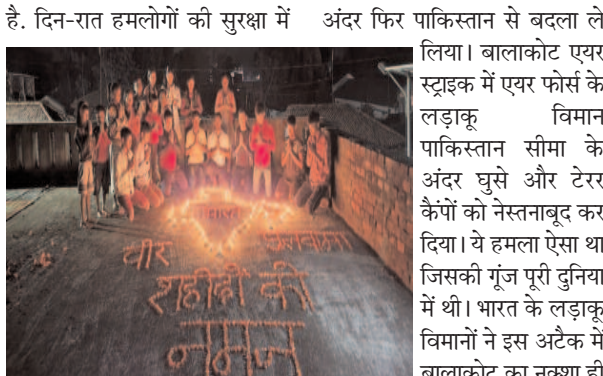 है. दिन-रात हमलोगों की सुरक्षा में
अंदर फिर पाकिस्तान से बदला ले
लिया। बालाकोट एयर
स्ट्राइक में एयर फोर्स के
लड़ाकू विमान
पाकिस्तान सीमा के
अंदर घुसे और टेरर
कैंपों को नेस्तनाबूद कर
दिया। ये हमला ऐसा था
जिसकी गूंज पूरी दुनिया
में थी। भारत के लड़ाकू
विमानों ने इस अटैक में
बालाकोट का नक्शा ही
वीर
शहीदों को
नमन